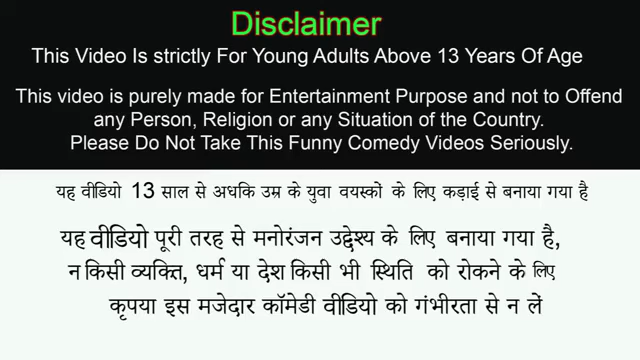 Disclaimer
This Video Is strictly For Young Adults Above 13 Years Of Age
This video is purely made for Entertainment Purpose and not to Offend
any Person, Religion or any Situation of the Country.
Please Do Not Take This Funny Comedy Videos Seriously.
यह वीडियो 13 साल से अधकि उम्र के युवा वयस्कों के लिए कड़ाई से बनाया गया है
यह वीडियो पूरी तरह से मनोरंजन उद्देश्य के लिए बनाया गया है,
न किसी व्यक्ति, धर्म या देश किसी भी स्थिति को रोकने के लिए
कृपया इस मजेदार कॉमेडी वीडियो को गंभीरता से न लें